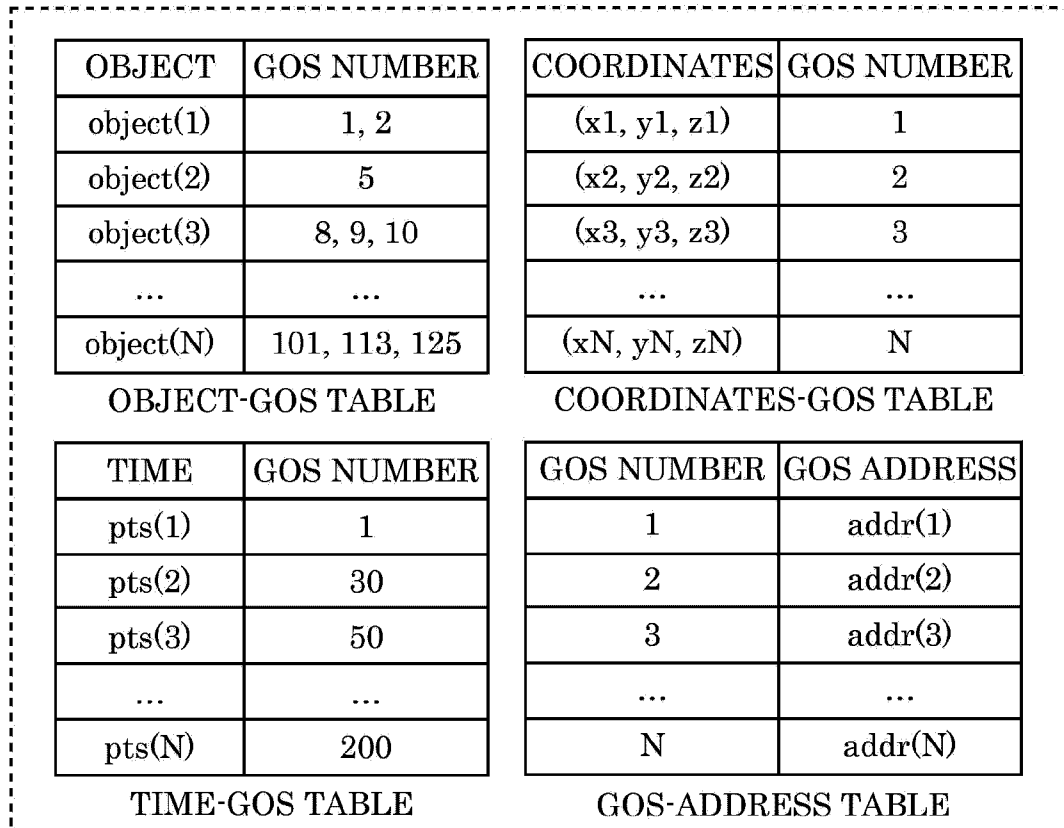 OBJECT GOS NUMBER
object(1) 1, 2
object(2) 5
object(3) 8, 9, 10
... ...
object(N) 101, 113, 125
OBJECT-GOS TABLE
COORDINATES GOS NUMBER
(x1, y1, z1) 1
(x2, y2, z2) 2
(x3, y3, z3) 3
... ...
(xN, yN, zN) N
COORDINATES-GOS TABLE
TIME GOS NUMBER
pts(1) 1
pts(2) 30
pts(3) 50
... ...
pts(N) 200
TIME-GOS TABLE
GOS NUMBER GOS ADDRESS
1 addr(1)
2 addr(2)
3 addr(3)
... ...
N addr(N)
GOS-ADDRESS TABLE